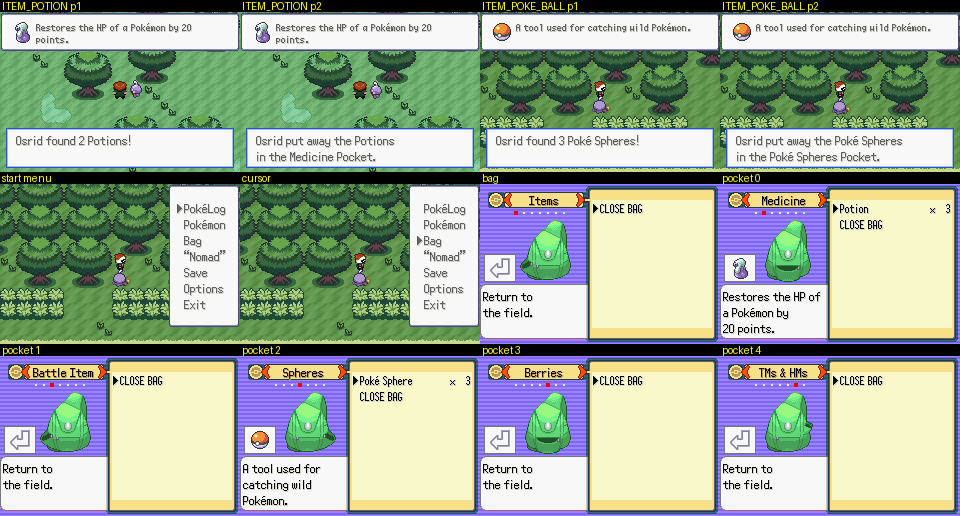 ITEM_POTION p1
Restores the HP of a Pokémon by 20
points.
Osrid found 2 Potions!
ITEM_POTION p2
Restores the HP of a Pokémon by 20
points.
Osrid put away the Potions
in the Medicine Pocket.
ITEM_POKE_BALL p1
A tool used for catching wild Pokémon.
Osrid found 3 Poké Spheres!
ITEM_POKE_BALL p2
A tool used for catching wild Pokémon.
Osrid put away the Poké Spheres
in the Poké Spheres Pocket.
start menu
PokéLog
Pokémon
Bag
“Nomad”
Save
Options
Exit
cursor
PokéLog
Pokémon
Bag
“Nomad”
Save
Options
Exit
bag
Items
CLOSE BAG
Return to
the field.
pocket 0
Medicine
Potion × 3
CLOSE BAG
Restores the HP of
a Pokémon by
20 points.
pocket 1
Battle Item
CLOSE BAG
Return to
the field.
pocket 2
Spheres
Poké Sphere × 3
CLOSE BAG
A tool used for
catching wild
Pokémon.
pocket 3
Berries
CLOSE BAG
Return to
the field.
pocket 4
TMs & HMs
CLOSE BAG
Return to
the field.